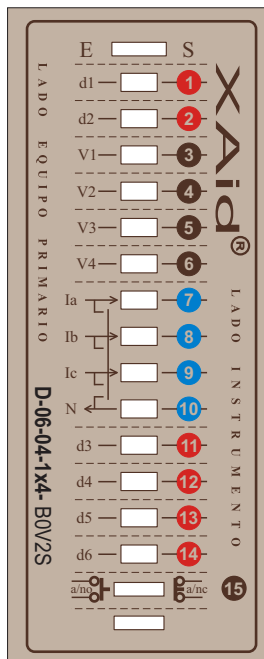 E S
d1 1
d2 2
V1 3
V2 4
V3 5
V4 6
Ia 7
Ib 8
Ic 9
N 10
d3 11
d4 12
d5 13
d6 14
a/no a/nc 15
LADO EQUIPO PRIMARIO
D-06-04-1x4- B0V2S
XAid®
LADO INSTRUMENTO